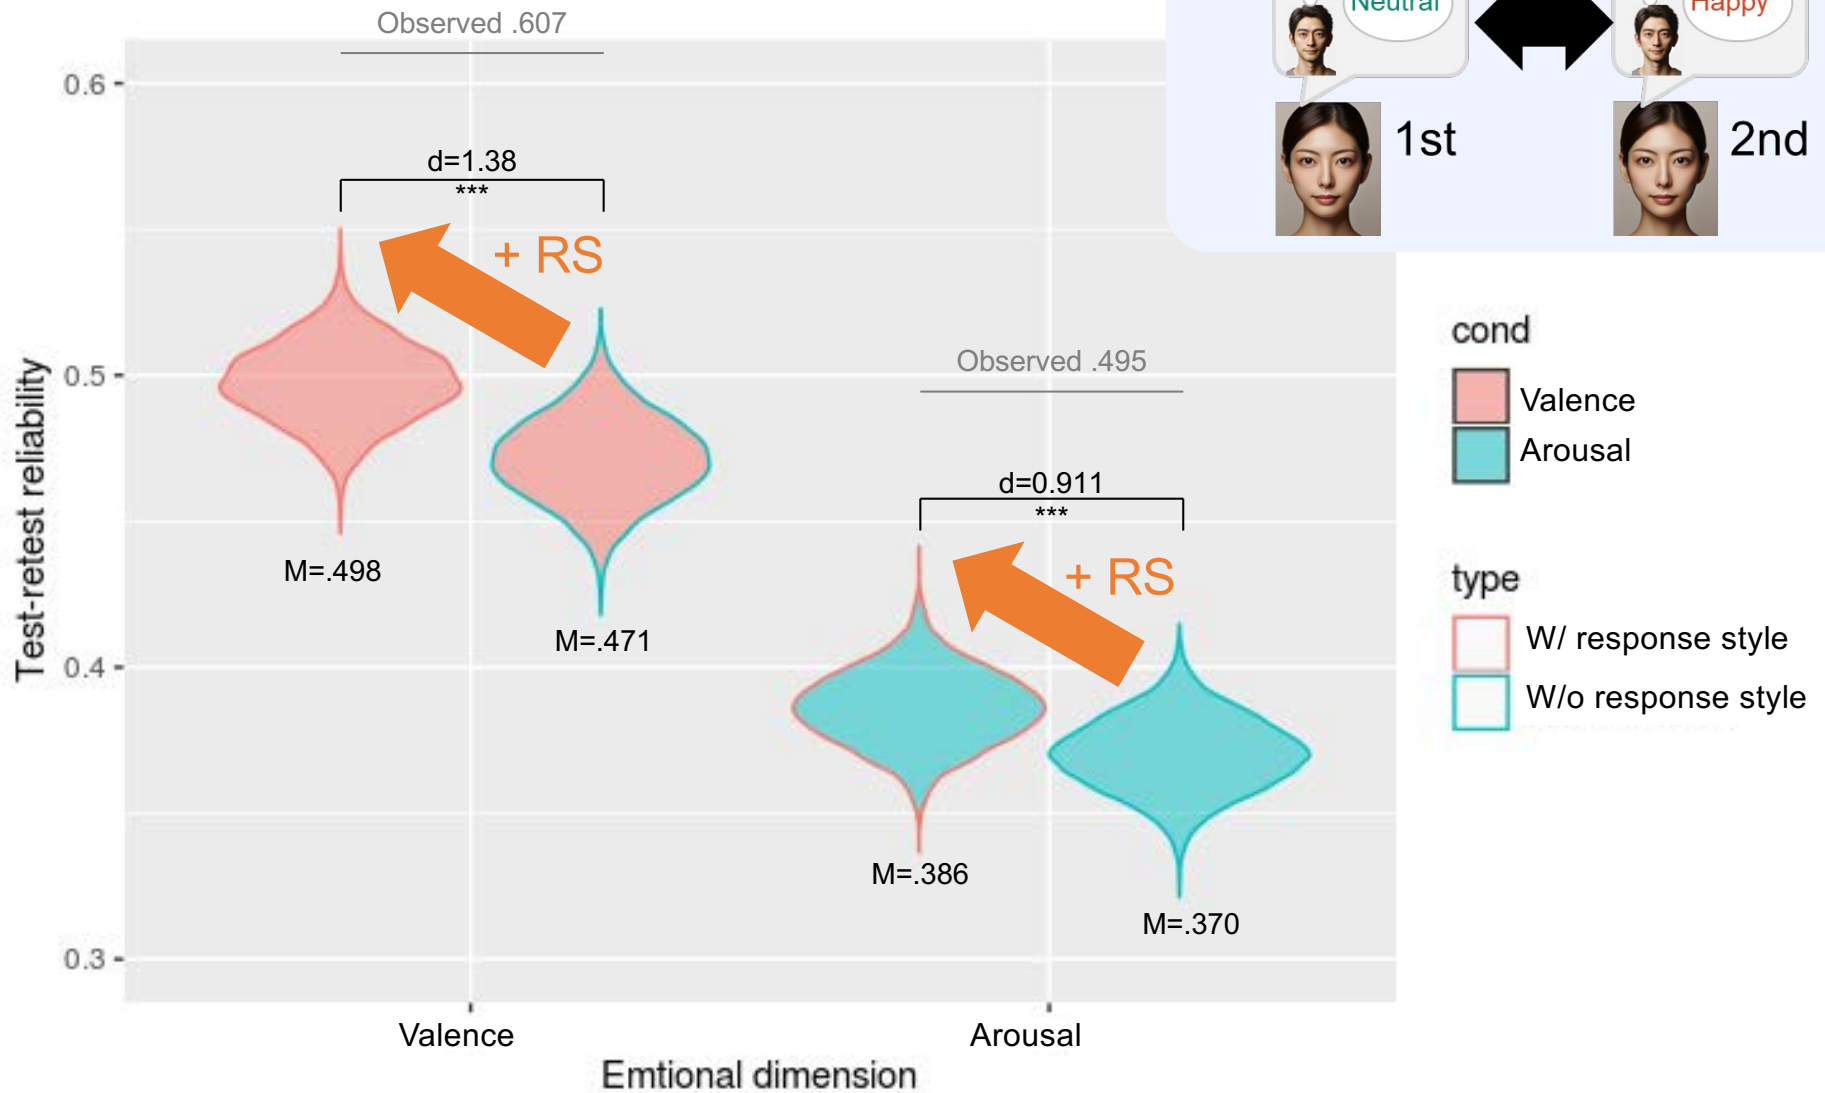 Observed .607
Neutral
Happy
0.6
1st
2nd
d=1.38
***
+ RS
cond
Valence
Arousal
0.5
Observed .495
Test-retest reliability
d=0.911
***
M=.498
+ RS
type
W/ response style
W/o response style
M=.471
0.4
M=.386
M=.370
0.3
Valence
Arousal
Emtional dimension